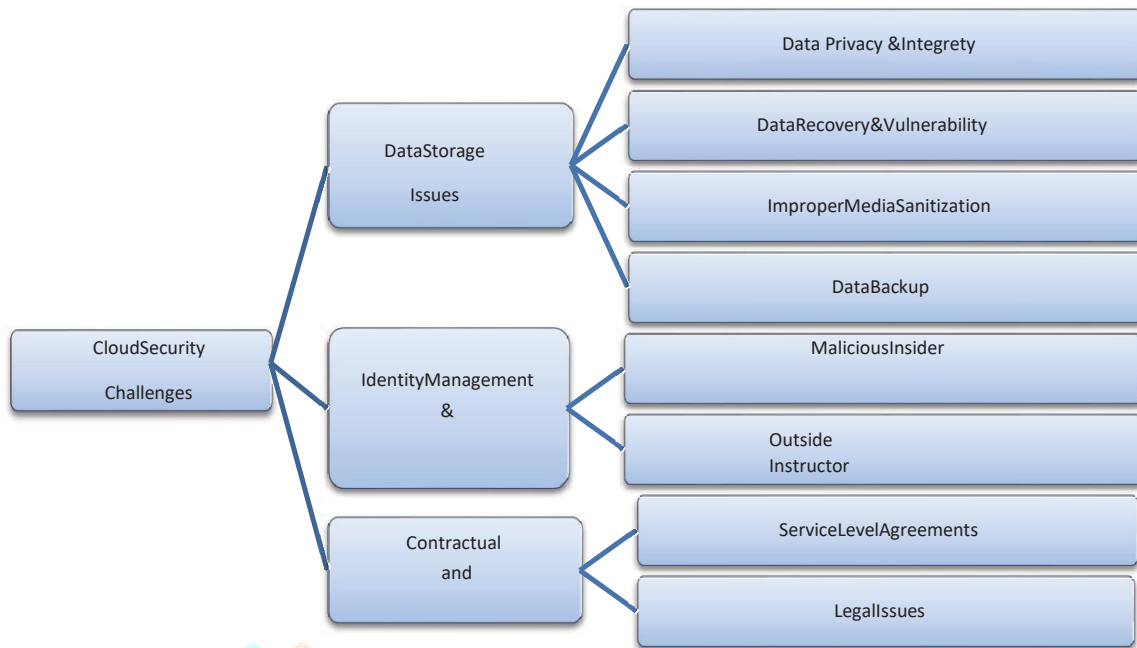 CloudSecurity
Challenges
DataStorage
Issues
Data Privacy &Integrety
DataRecovery&Vulnerability
ImproperMediaSanitization
DataBackup
IdentityManagement
&
MaliciousInsider
Outside
Instructor
Contractual
and
ServiceLevelAgreements
LegalIssues